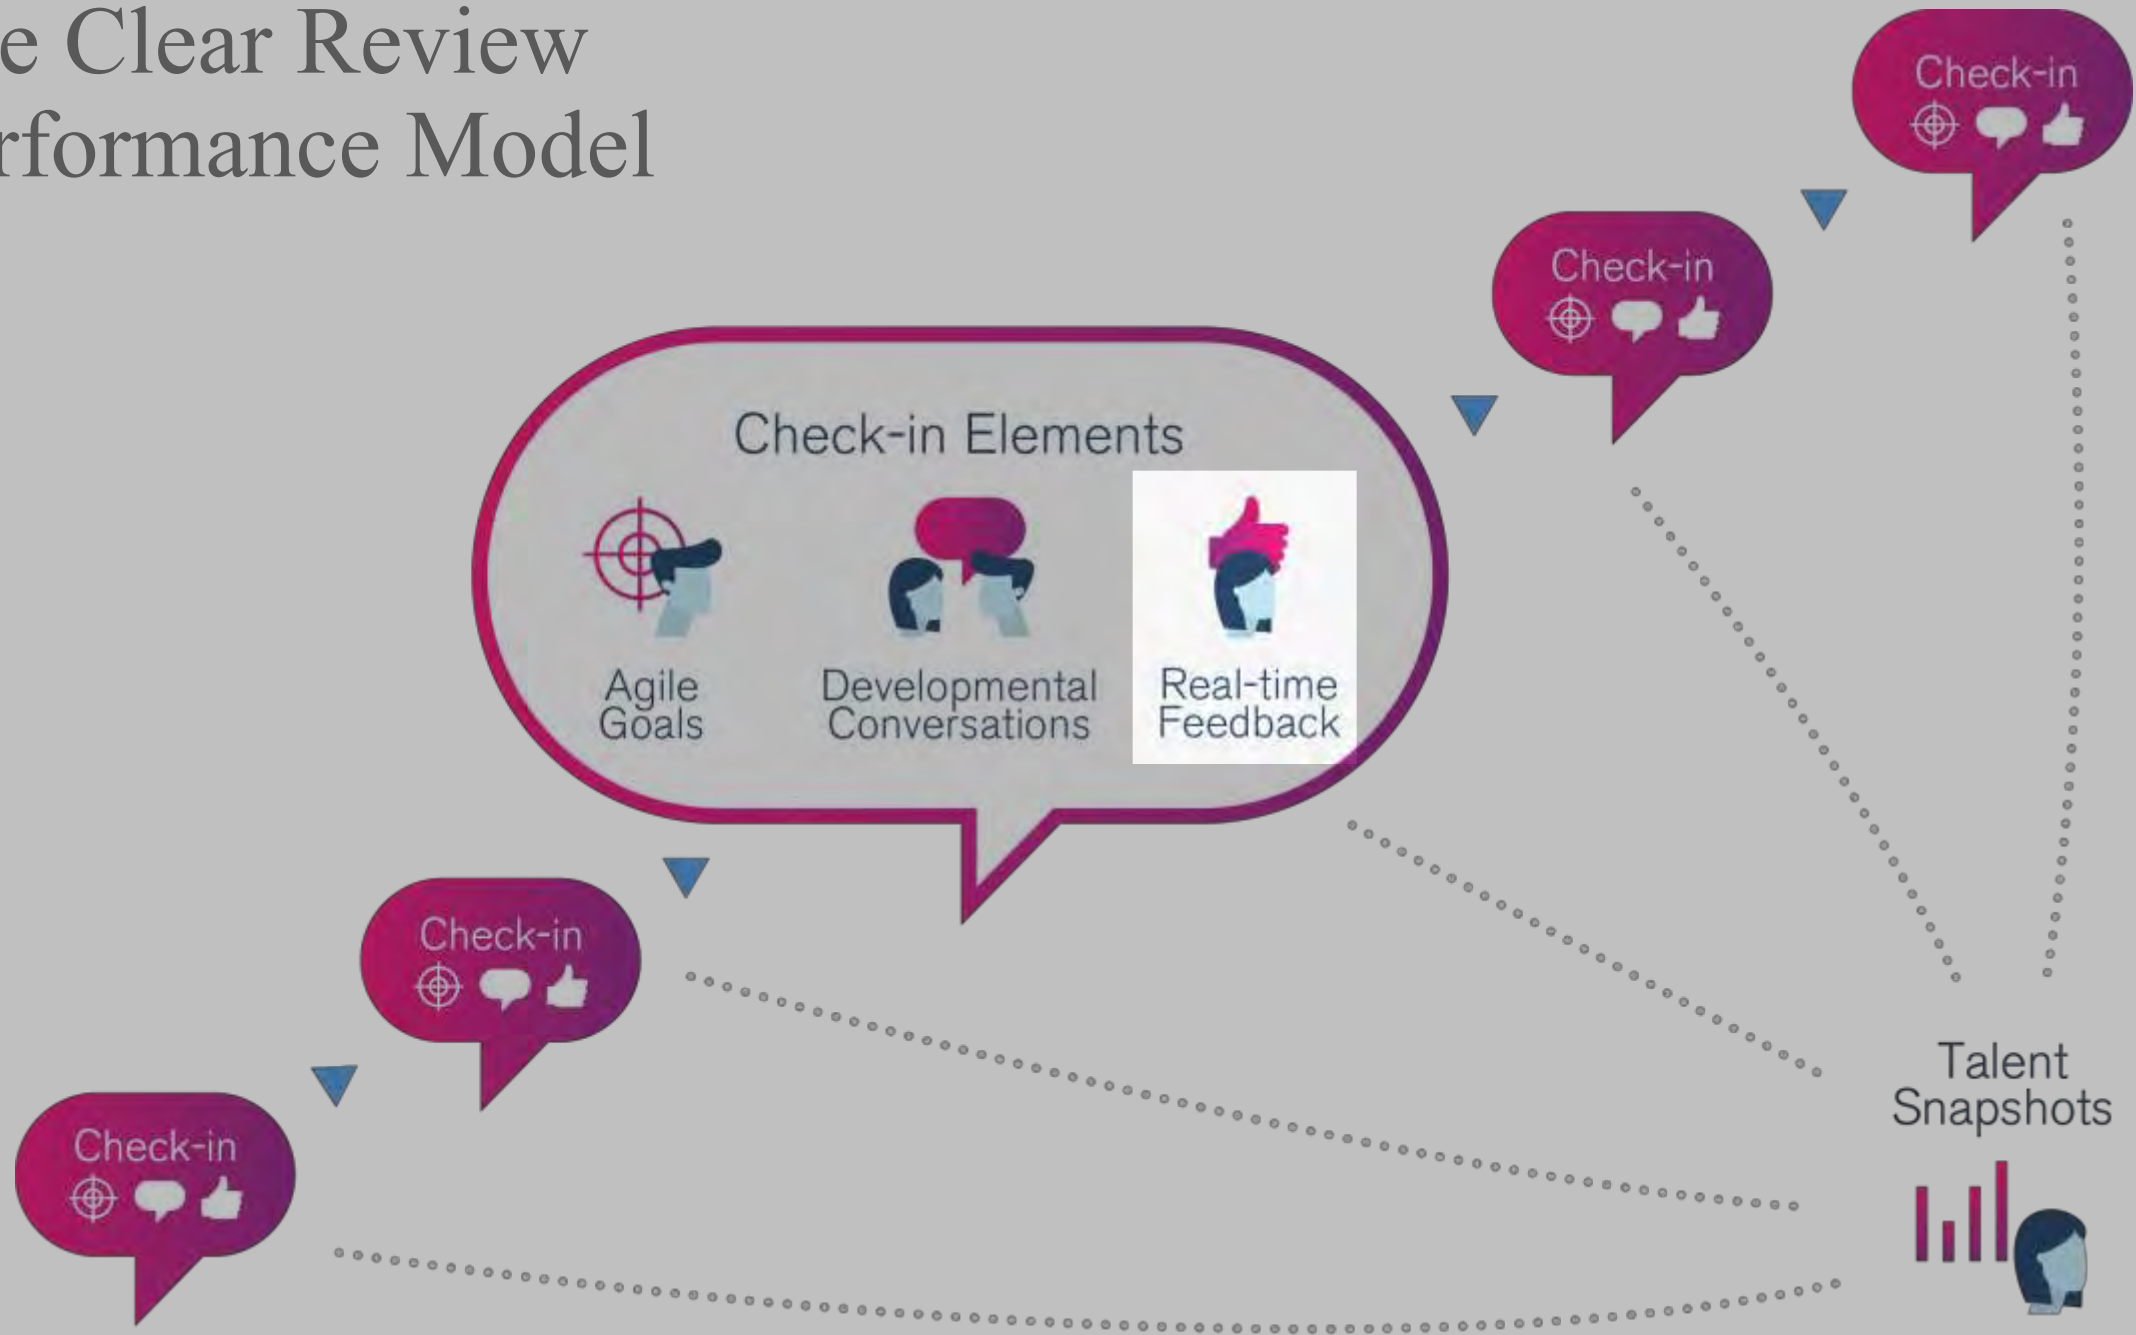 e Clear Review
rformance Model
Check-in
Check-in
Check-in Elements
Agile
Goals
Developmental
Conversations
Real-time
Feedback
Check-in
Talent
Snapshots
Check-in